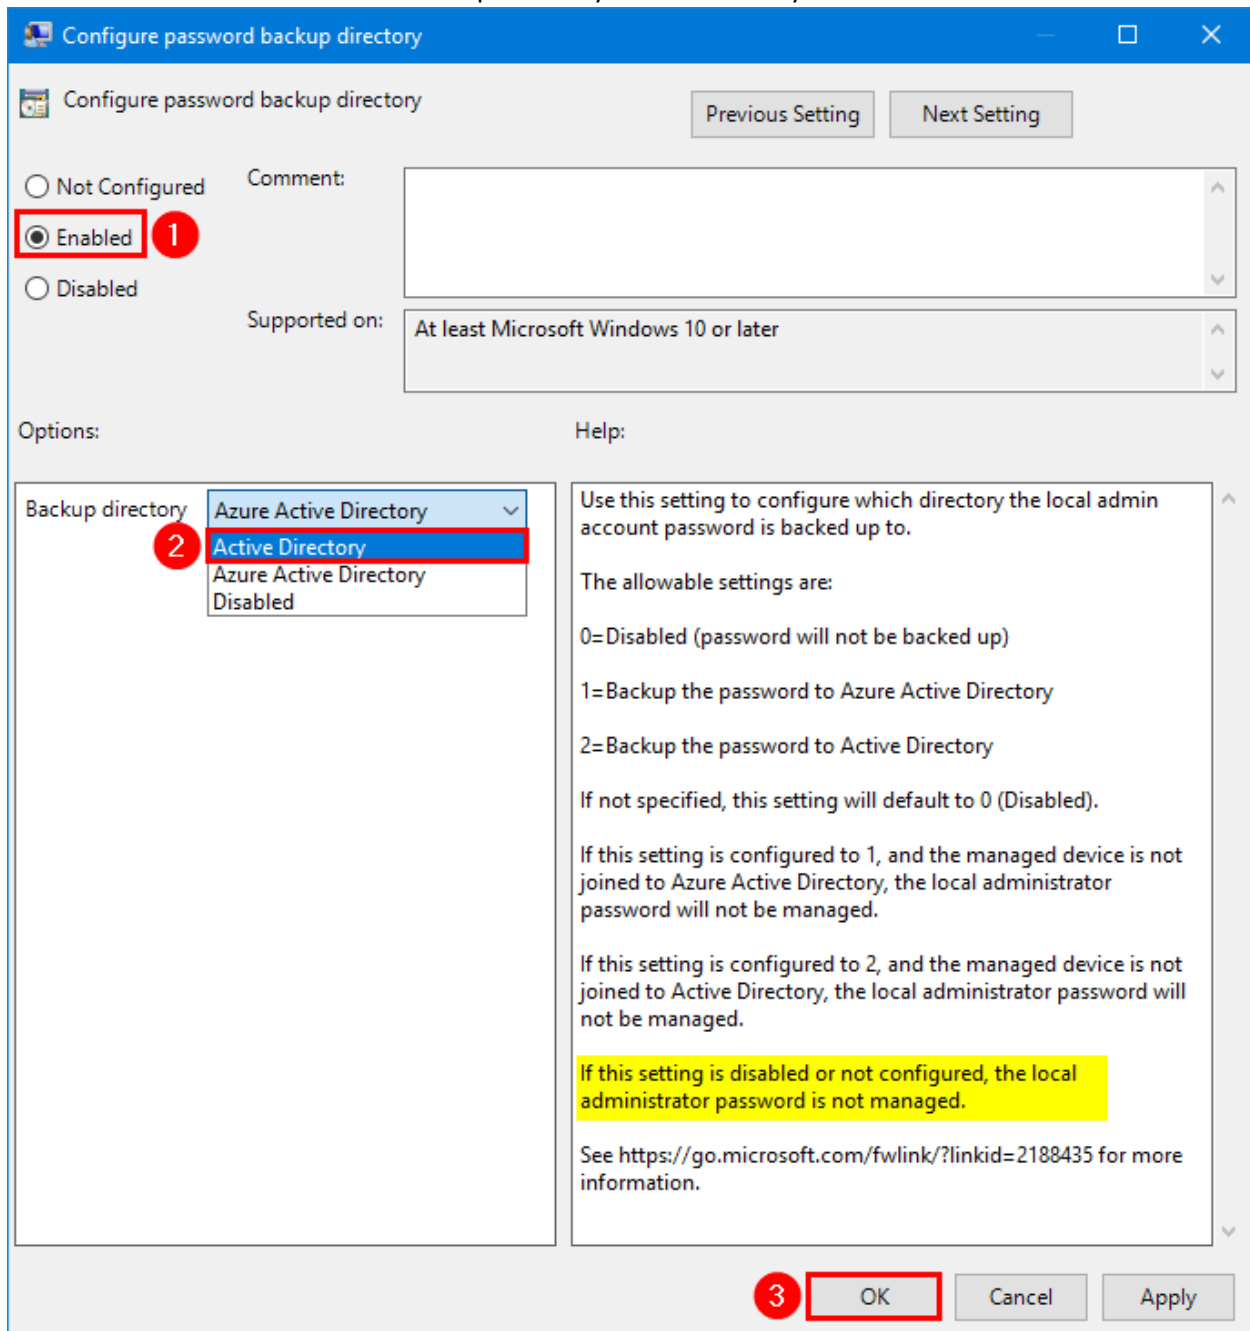 Configure password backup directory
Configure password backup directory
Previous Setting
Next Setting
Not Configured
Comment:
Enabled
1
Disabled
Supported on:
At least Microsoft Windows 10 or later
Options:
Help:
Backup directory
Azure Active Directory
2
Active Directory
Azure Active Directory
Disabled
Use this setting to configure which directory the local admin
account password is backed up to.
The allowable settings are:
0=Disabled (password will not be backed up)
1=Backup the password to Azure Active Directory
2=Backup the password to Active Directory
If not specified, this setting will default to 0 (Disabled).
If this setting is configured to 1, and the managed device is not
joined to Azure Active Directory, the local administrator
password will not be managed.
If this setting is configured to 2, and the managed device is not
joined to Active Directory, the local administrator password will
not be managed.
If this setting is disabled or not configured, the local
administrator password is not managed.
See https://go.microsoft.com/fwlink/?linkid=2188435 for more
information.
3
OK
Cancel
Apply